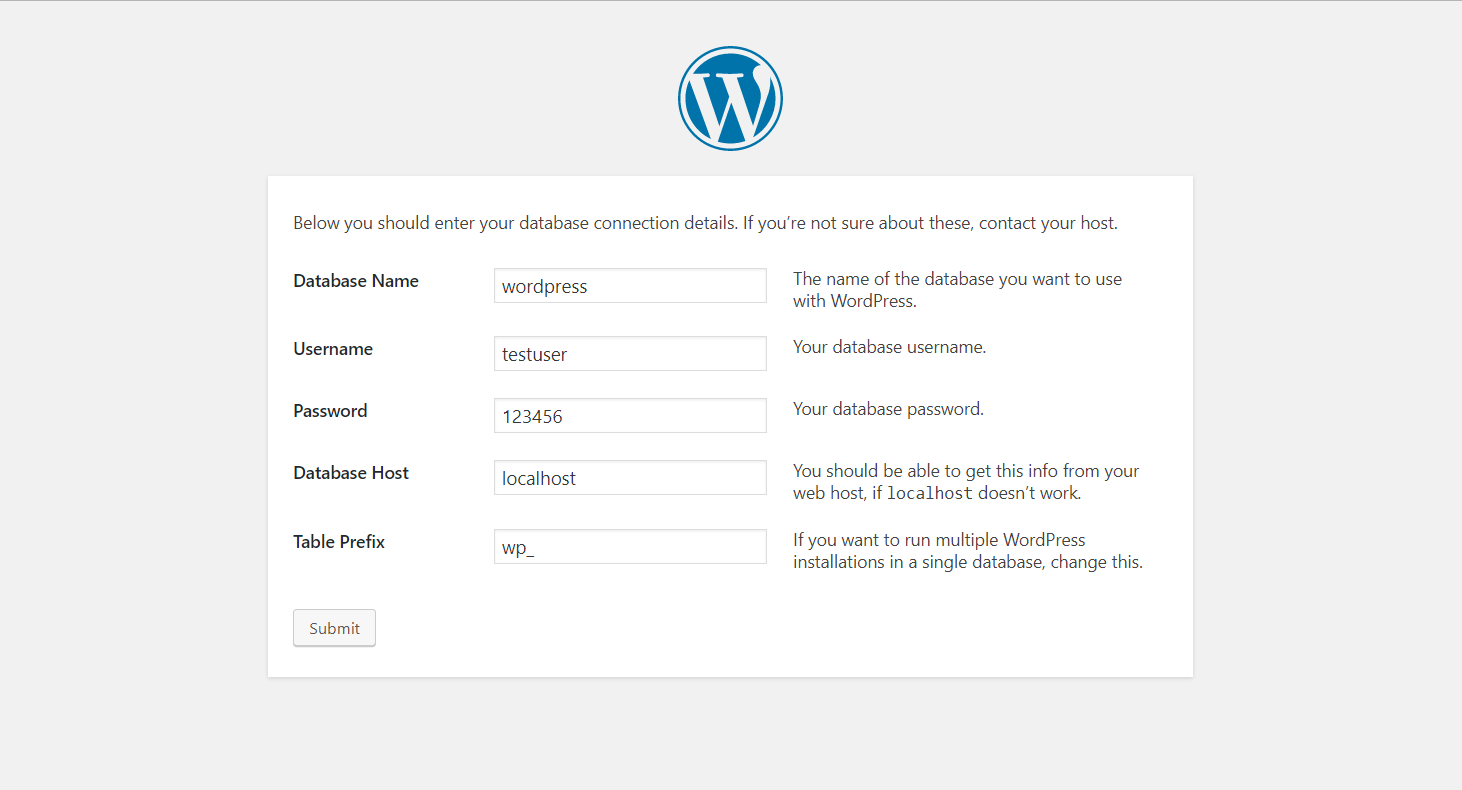 Below you should enter your database connection details. If you’re not sure about these, contact your host.
Database Name
wordpress
The name of the database you want to use
with WordPress.
Username
testuser
Your database username.
Password
123456
Your database password.
Database Host
localhost
You should be able to get this info from your
web host, if localhost doesn’t work.
Table Prefix
wp_
If you want to run multiple WordPress
installations in a single database, change this.
Submit